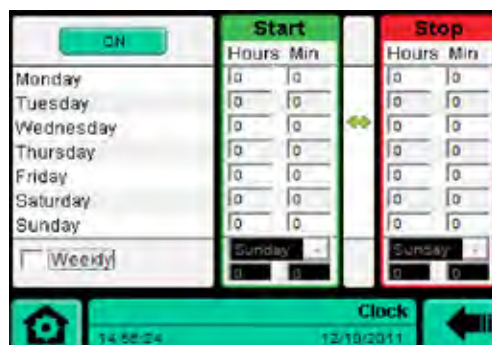 ON
Start
Stop
Hours Min
Hours Min
Monday 0 0 0 0
Tuesday 0 0 0 0
Wednesday 0 0 0 0
Thursday 0 0 0 0
Friday 0 0 0 0
Saturday 0 0 0 0
Sunday 0 0 0 0
Weekly Sunday Sunday
0 0 0 0
Clock
14:56:24 12/10/2011